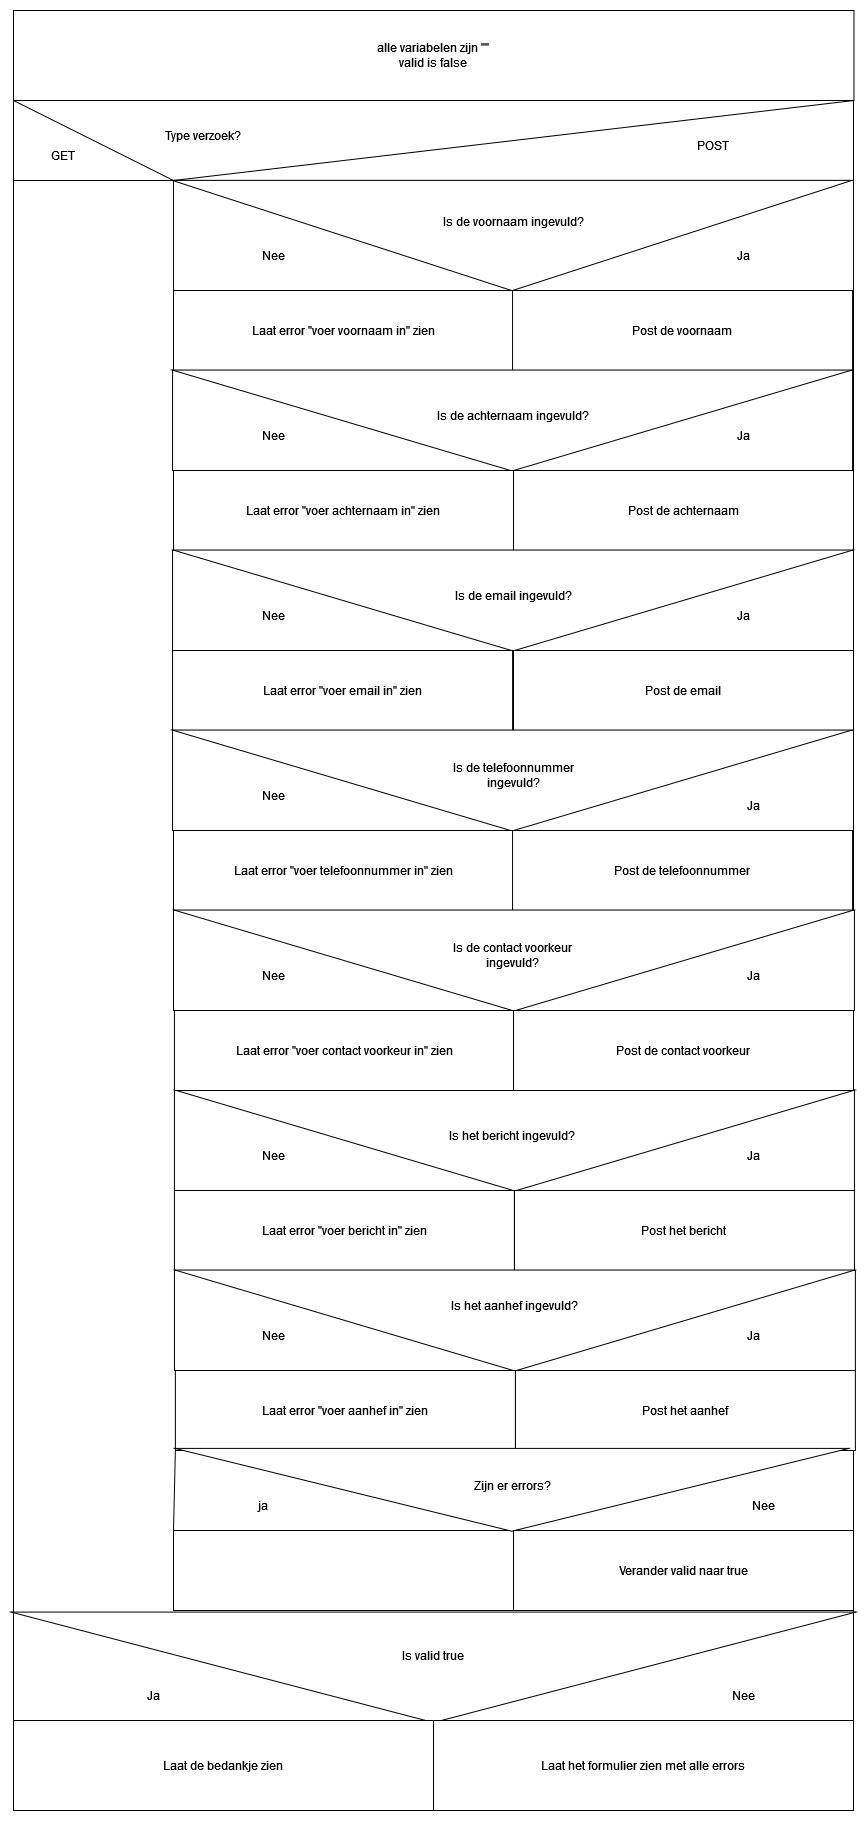 alle variabelen zijn ""
valid is false
Type verzoek?
GET
POST
Is de voornaam ingevuld?
Nee
Ja
Laat error "voer voornaam in" zien
Post de voornaam
Is de achternaam ingevuld?
Nee
Ja
Laat error "voer achternaam in" zien
Post de achternaam
Is de email ingevuld?
Nee
Ja
Laat error "voer email in" zien
Post de email
Is de telefoonnummer
ingevuld?
Nee
Ja
Laat error "voer telefoonnummer in" zien
Post de telefoonnummer
Is de contact voorkeur
ingevuld?
Nee
Ja
Laat error "voer contact voorkeur in" zien
Post de contact voorkeur
Is het bericht ingevuld?
Nee
Ja
Laat error "voer bericht in" zien
Post het bericht
Is het aanhef ingevuld?
Nee
Ja
Laat error "voer aanhef in" zien
Post het aanhef
Zijn er errors?
ja
Nee
Verander valid naar true
Is valid true
Ja
Nee
Laat de bedankje zien
Laat het formulier zien met alle errors